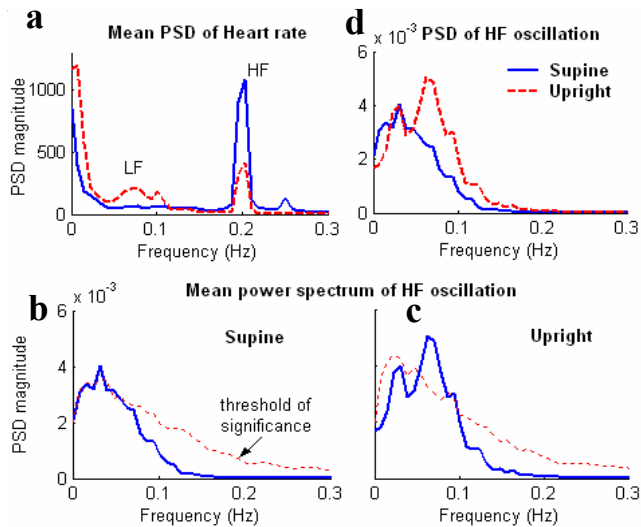 a
Mean PSD of Heart rate
1000
500
0
PSD magnitude
HF
LF
0
0.1
0.2
0.3
Frequency (Hz)
d
x 10⁻³
PSD of HF oscillation
6
4
2
0
Supine
Upright
0
0.1
0.2
0.3
Frequency (Hz)
Mean power spectrum of HF oscillation
b
x 10⁻³
6
4
2
0
PSD magnitude
Supine
threshold of
significance
0
0.1
0.2
0.3
Frequency (Hz)
c
Upright
0
0.1
0.2
0.3
Frequency (Hz)